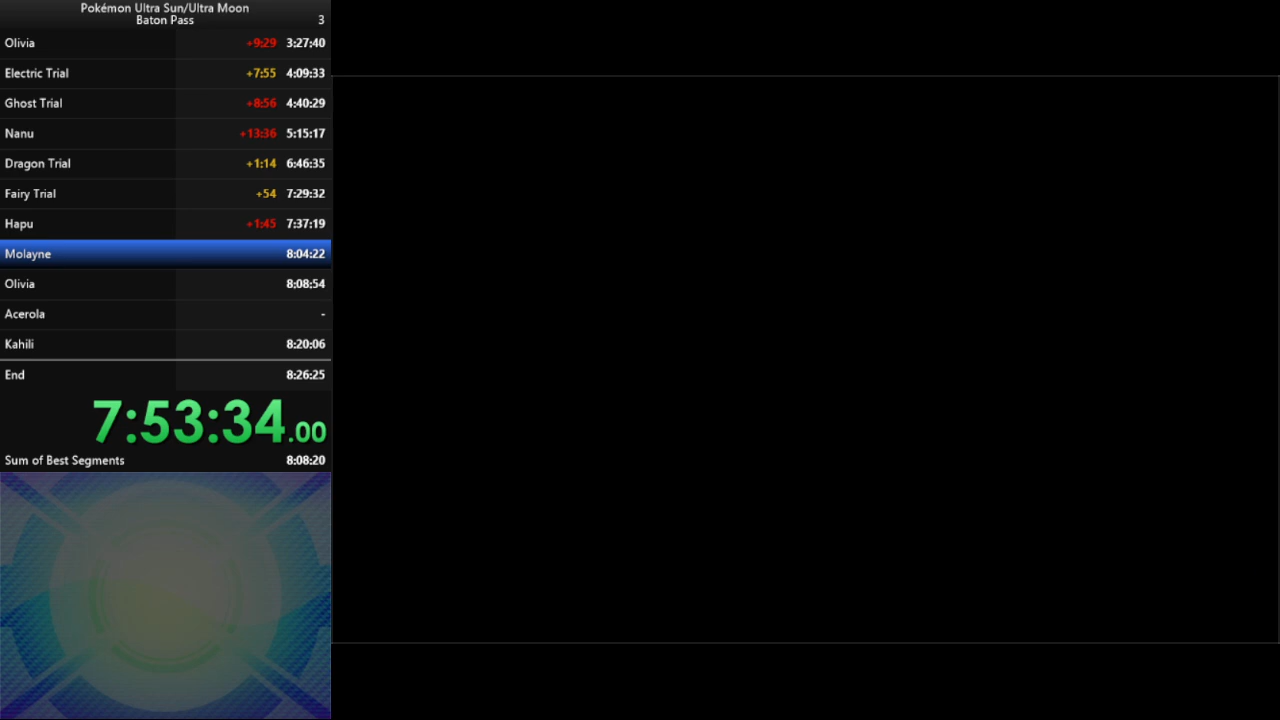 Pokémon Ultra Sun/Ultra Moon
Baton Pass 3
Olivia +9:29 3:27:40
Electric Trial +7:55 4:09:33
Ghost Trial +8:56 4:40:29
Nanu +13:36 5:15:17
Dragon Trial +1:14 6:46:35
Fairy Trial +54 7:29:32
Hapu +1:45 7:37:19
Molayne 8:04:22
Olivia 8:08:54
Acerola -
Kahili 8:20:06
End 8:26:25
7:53:34.00
Sum of Best Segments 8:08:20